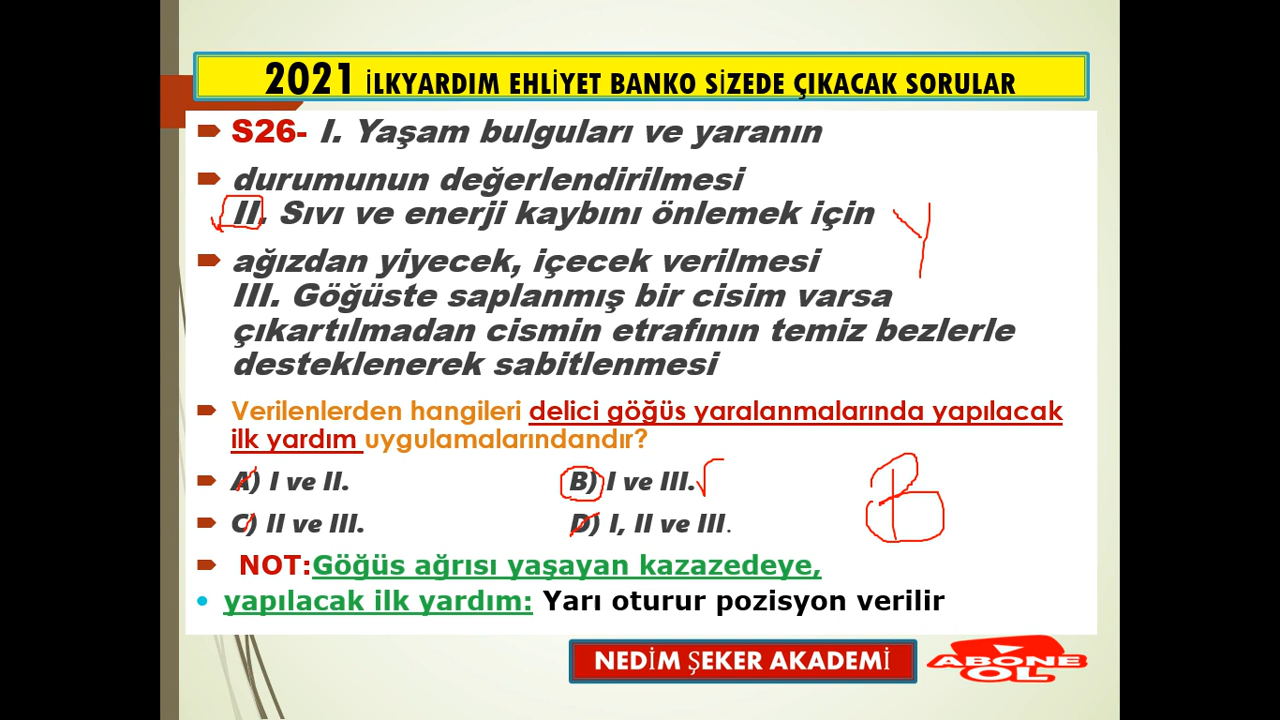 2021 İLKYARDIM EHLİYET BANKO SİZEDE ÇIKACAK SORULAR
S26- I. Yaşam bulguları ve yaranın
durumunun değerlendirilmesi
II. Sıvı ve enerji kaybını önlemek için
Y
ağızdan yiyecek, içecek verilmesi
III. Göğüste saplanmış bir cisim varsa
çıkartılmadan cismin etrafının temiz bezlerle
desteklenerek sabitlenmesi
Verilenlerden hangileri delici göğüs yaralanmalarında yapılacak
ilk yardım uygulamalarındandır?
A) I ve II. B) I ve III.
C) II ve III. D) I, II ve III.
B
NOT:Göğüs ağrısı yaşayan kazazedeye,
yapılacak ilk yardım: Yarı oturur pozisyon verilir
NEDİM ŞEKER AKADEMİ
ABONE
OL